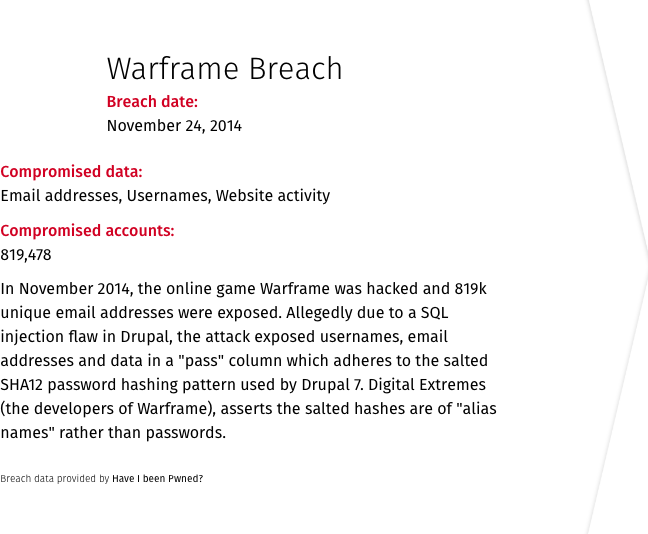 Warframe Breach
Breach date:
November 24, 2014
Compromised data:
Email addresses, Usernames, Website activity
Compromised accounts:
819,478
In November 2014, the online game Warframe was hacked and 819k
unique email addresses were exposed. Allegedly due to a SQL
injection flaw in Drupal, the attack exposed usernames, email
addresses and data in a "pass" column which adheres to the salted
SHA12 password hashing pattern used by Drupal 7. Digital Extremes
(the developers of Warframe), asserts the salted hashes are of "alias
names" rather than passwords.
Breach data provided by Have I been Pwned?